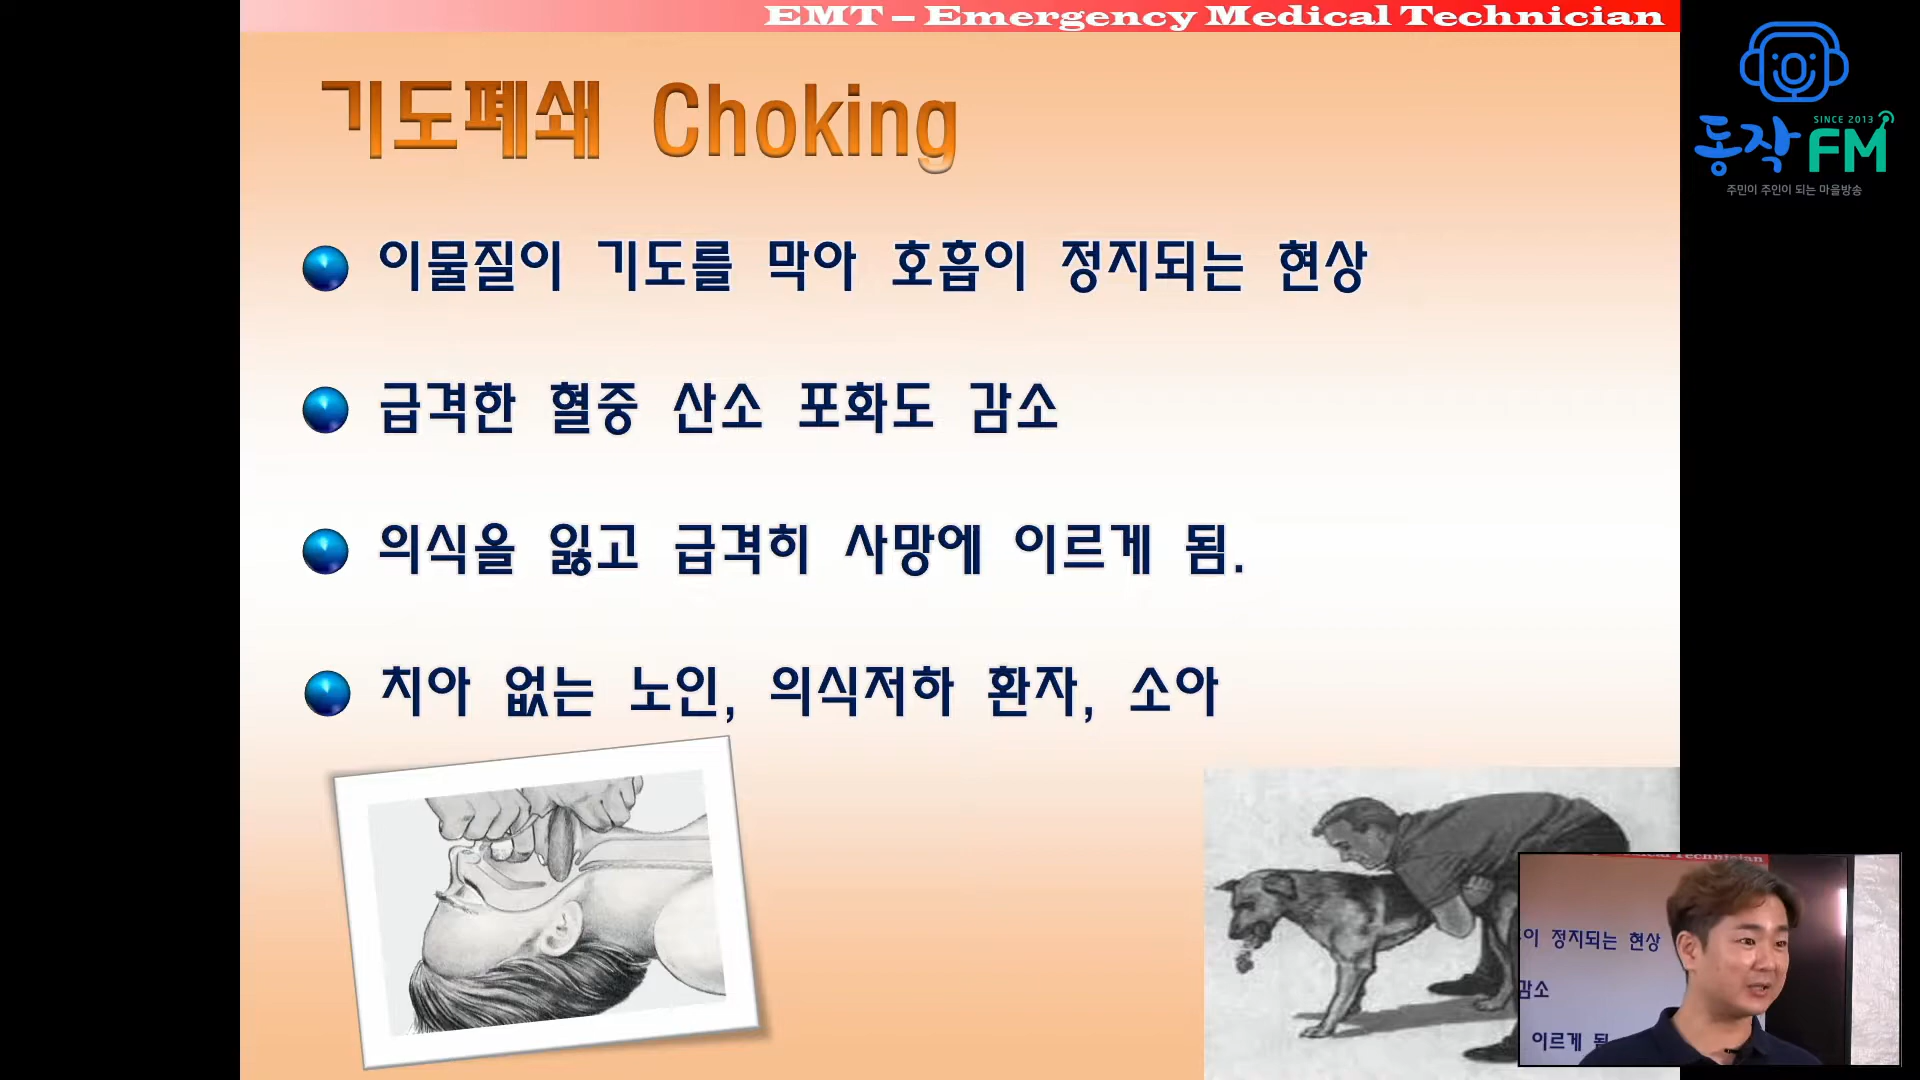 EMT – Emergency Medical Technician
기도폐쇄 Choking
이물질이 기도를 막아 호흡이 정지되는 현상
급격한 혈중 산소 포화도 감소
의식을 잃고 급격히 사망에 이르게 됨.
치아 없는 노인, 의식저하 환자, 소아
SINCE 2013
동작 FM
주민이 주인이 되는 마을방송
Technician
이 정지되는 현상
감소
이르게 됨